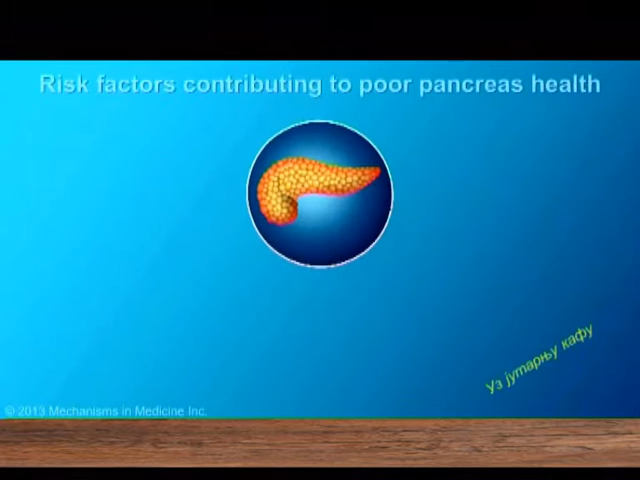 Risk factors contributing to poor pancreas health
Уз јутарњу кафу
© 2013 Mechanisms in Medicine Inc.